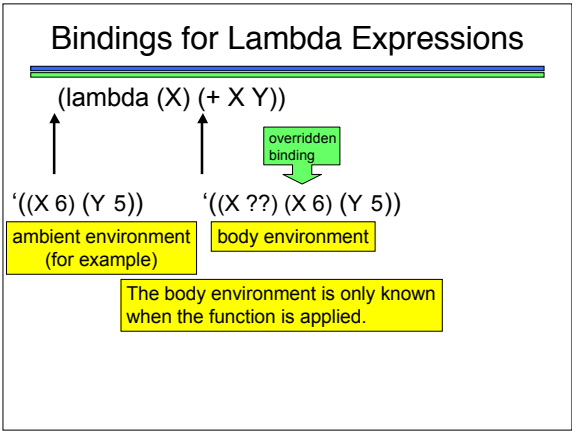 Bindings for Lambda Expressions
(lambda (X) (+ X Y))
overridden
binding
‘((X 6) (Y 5))
‘((X ??) (X 6) (Y 5))
ambient environment
(for example)
body environment
The body environment is only known
when the function is applied.